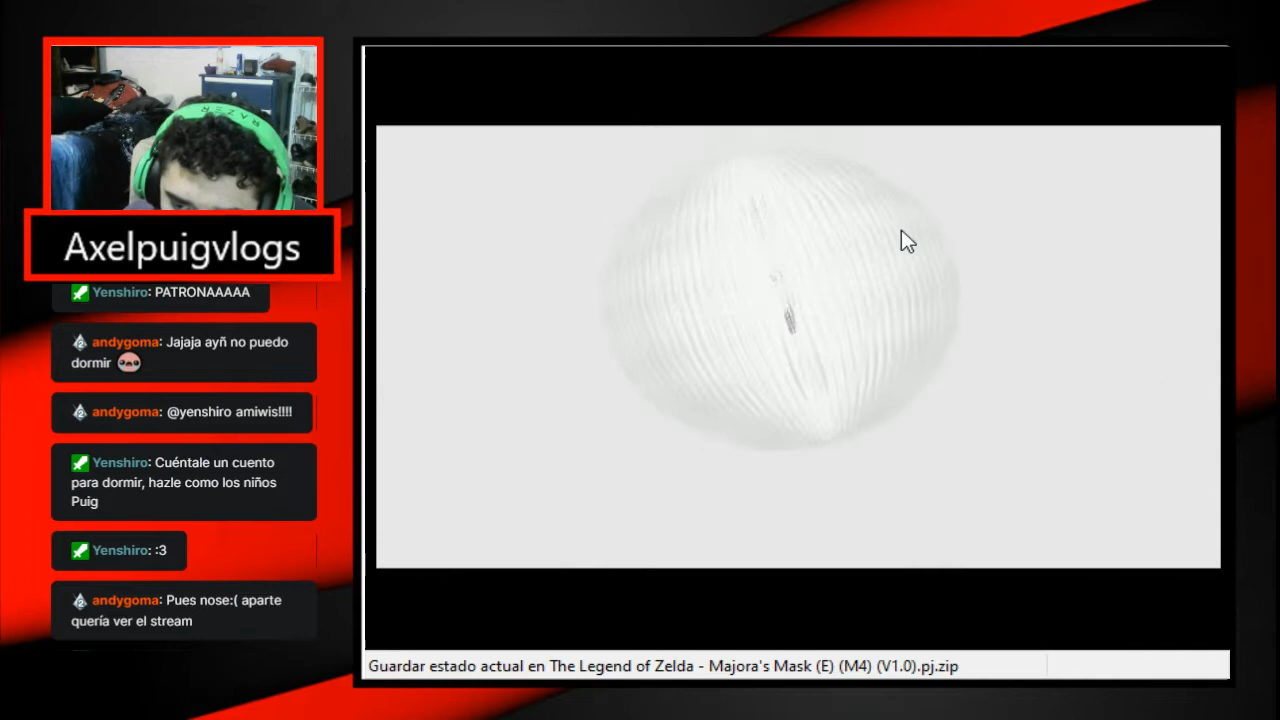 RAZER
Axelpuigvlogs
Yenshiro: PATRONAAAAA
andygoma: Jajaja ayñ no puedo
dormir
andygoma: @yenshiro amiwis!!!!
Yenshiro: Cuéntale un cuento
para dormir, hazle como los niños
Puig
Yenshiro: :3
andygoma: Pues nose:( aparte
quería ver el stream
Guardar estado actual en The Legend of Zelda - Majora's Mask (E) (M4) (V1.0).pj.zip